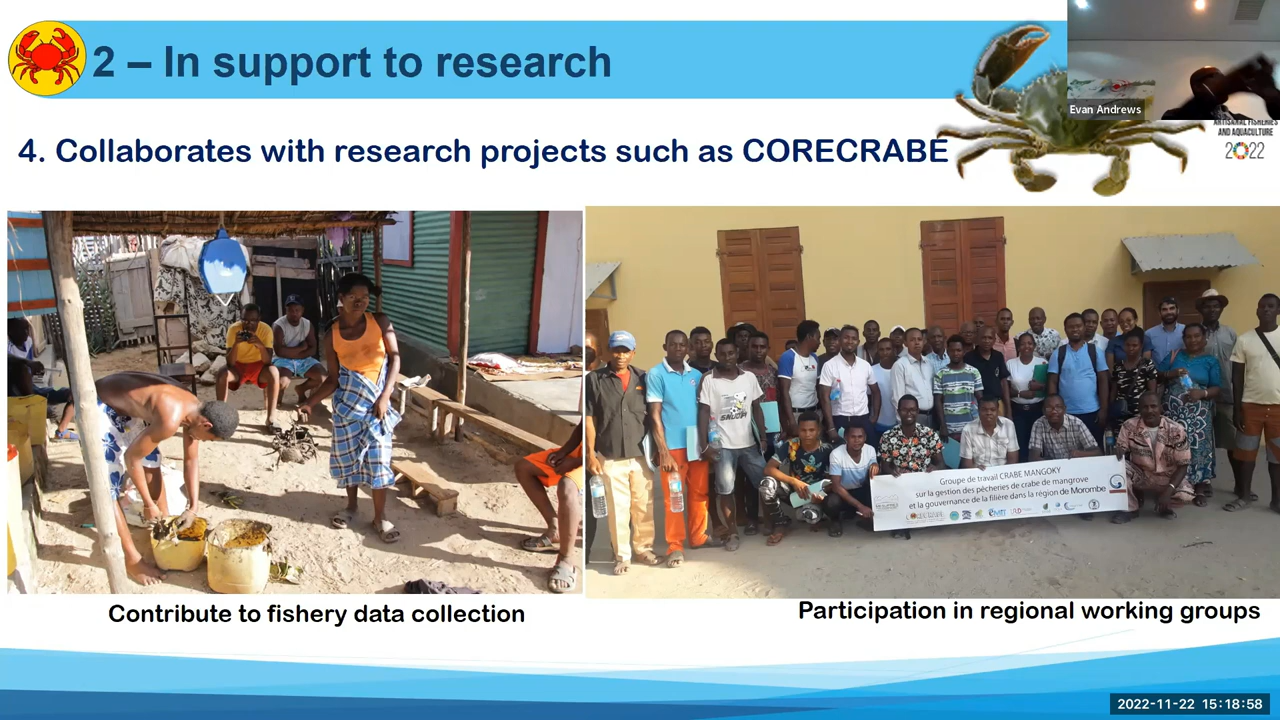 2 – In support to research
Evan Andrews
ARTISANAL FISHERIES
AND AQUACULTURE
2022
4. Collaborates with research projects such as CORECRABE
Groupe de travail CRABE MANGOKY
sur la gestion des pêcheries de crabe de mangrove
et la gouvernance de la filière dans la région de Morombe
Contribute to fishery data collection
Participation in regional working groups
2022-11-22 15:18:58